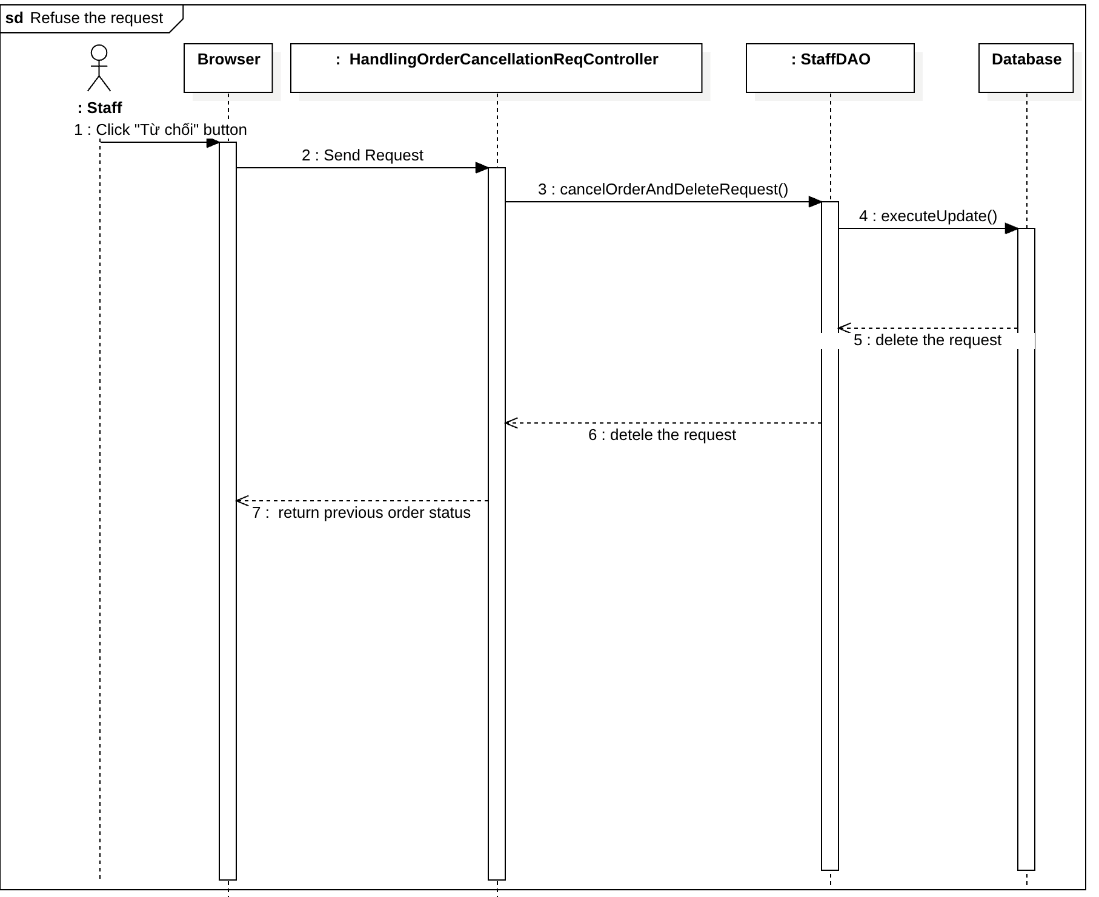 sd Refuse the request
Browser
: HandlingOrderCancellationReqController
: StaffDAO
Database
: Staff
1 : Click "Từ chối" button
2 : Send Request
3 : cancelOrderAndDeleteRequest()
4 : executeUpdate()
5 : delete the request
6 : detele the request
7 : return previous order status